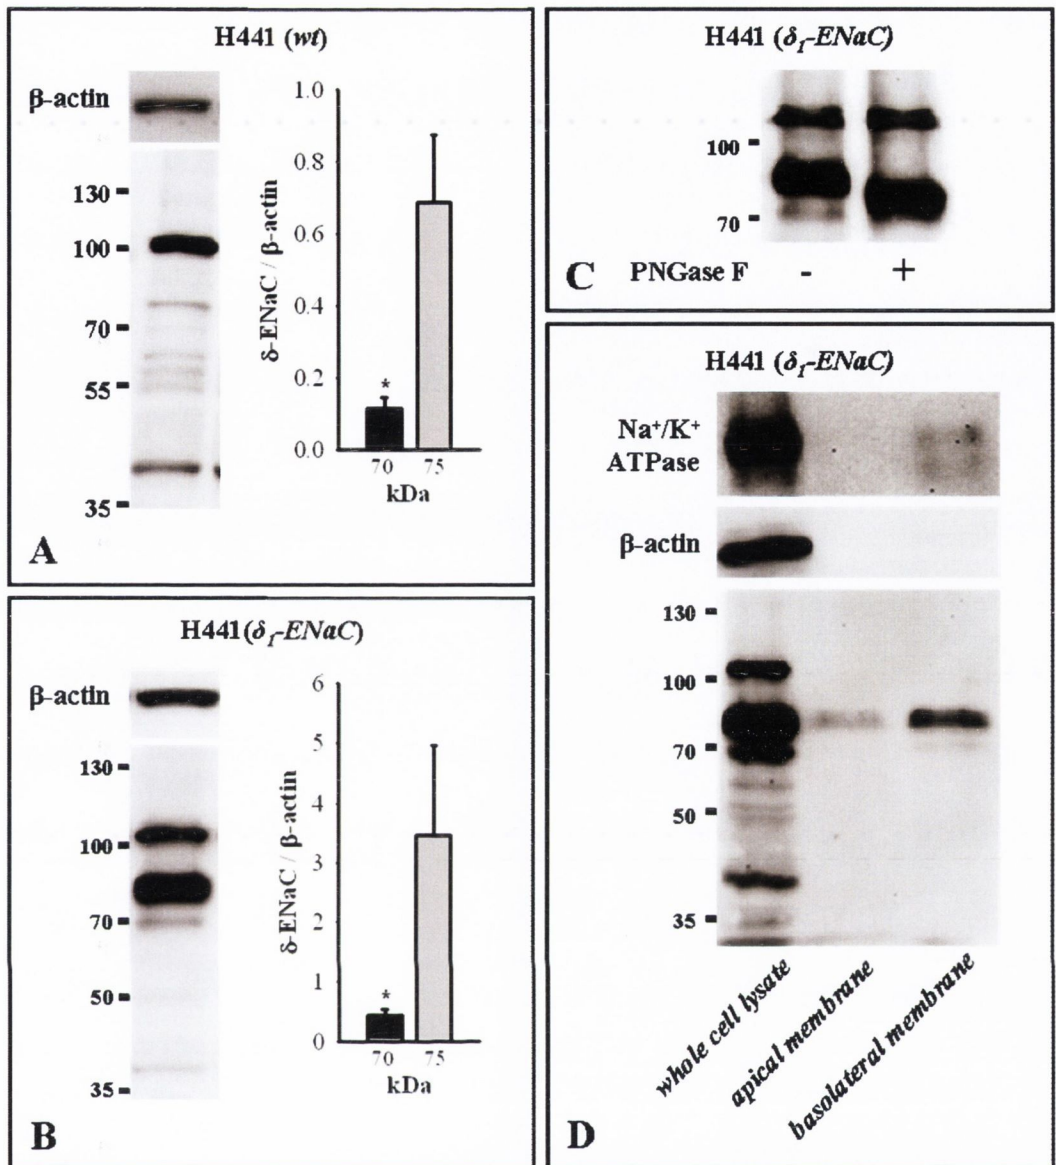 H441 (wt)
β-actin
130
100
70
55
35
δ-ENaC / β-actin
1.0
0.8
0.6
0.4
0.2
0.0
*
70 75
kDa
A
H441(δ1-ENaC)
β-actin
130
100
70
50
35
δ-ENaC / β-actin
6
5
4
3
2
1
0
*
70 75
kDa
B
H441 (δ1-ENaC)
100
70
C PNGase F - +
H441 (δ1-ENaC)
Na+/K+
ATPase
β-actin
130
100
70
50
35
whole cell lysate
apical membrane
basolateral membrane
D